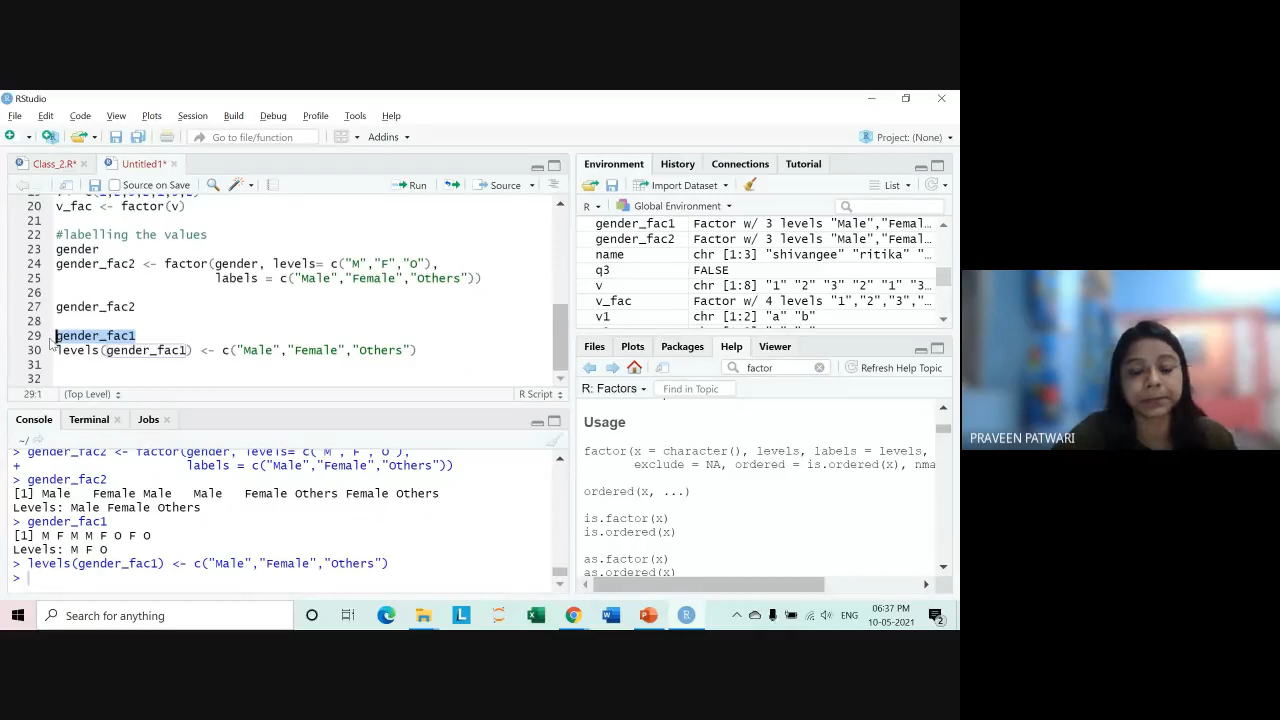 RStudio
File Edit Code View Plots Session Build Debug Profile Tools Help
Go to file/function Addins Project: (None)
Class_2.R* Untitled1*
Source on Save Run Source
20 v_fac <- factor(v)
21
22 #labelling the values
23 gender
24 gender_fac2 <- factor(gender, levels= c("M","F","O"),
25 labels = c("Male","Female","Others"))
26
27 gender_fac2
28
29 gender_fac1
30 levels(gender_fac1) <- c("Male","Female","Others")
31
32
29:1 (Top Level) R Script
Console Terminal Jobs
~/
> gender_fac2 <- factor(gender, levels= c("M","F","O"),
+ labels = c("Male","Female","Others"))
> gender_fac2
[1] Male Female Male Male Female Others Female Others
Levels: Male Female Others
> gender_fac1
[1] M F M M F O F O
Levels: M F O
> levels(gender_fac1) <- c("Male","Female","Others")
>
Environment History Connections Tutorial
Import Dataset List
R Global Environment
gender_fac1 Factor w/ 3 levels "Male","Femal…
gender_fac2 Factor w/ 3 levels "Male","Femal…
name chr [1:3] "shivangee" "ritika" "…
q3 FALSE
v chr [1:8] "1" "2" "3" "2" "1" "3…
v_fac Factor w/ 4 levels "1","2","3",…
v1 chr [1:2] "a" "b"
Files Plots Packages Help Viewer
factor Refresh Help Topic
R: Factors Find in Topic
Usage
factor(x = character(), levels, labels = levels,
exclude = NA, ordered = is.ordered(x), nma
ordered(x, ...)
is.factor(x)
is.ordered(x)
as.factor(x)
as.ordered(x)
PRAVEEN PATWARI
Search for anything
ENG
06:37 PM
10-05-2021
2